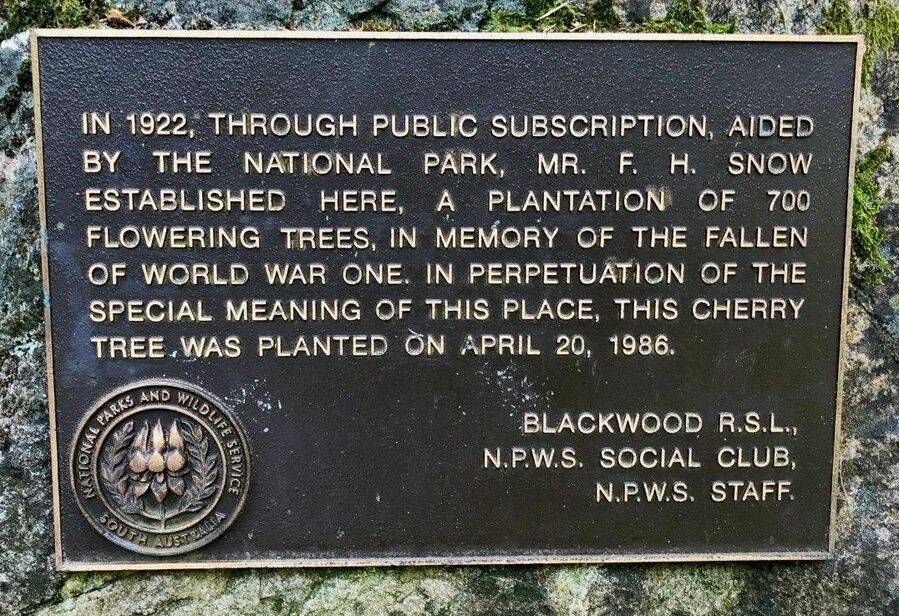 IN 1922, THROUGH PUBLIC SUBSCRIPTION, AIDED
BY THE NATIONAL PARK, MR. F. H. SNOW
ESTABLISHED HERE, A PLANTATION OF 700
FLOWERING TREES, IN MEMORY OF THE FALLEN
OF WORLD WAR ONE. IN PERPETUATION OF THE
SPECIAL MEANING OF THIS PLACE, THIS CHERRY
TREE WAS PLANTED ON APRIL 20, 1986.
BLACKWOOD R.S.L.,
N.P.W.S. SOCIAL CLUB,
N.P.W.S. STAFF.
NATIONAL PARKS AND WILDLIFE SERVICE
SOUTH AUSTRALIA